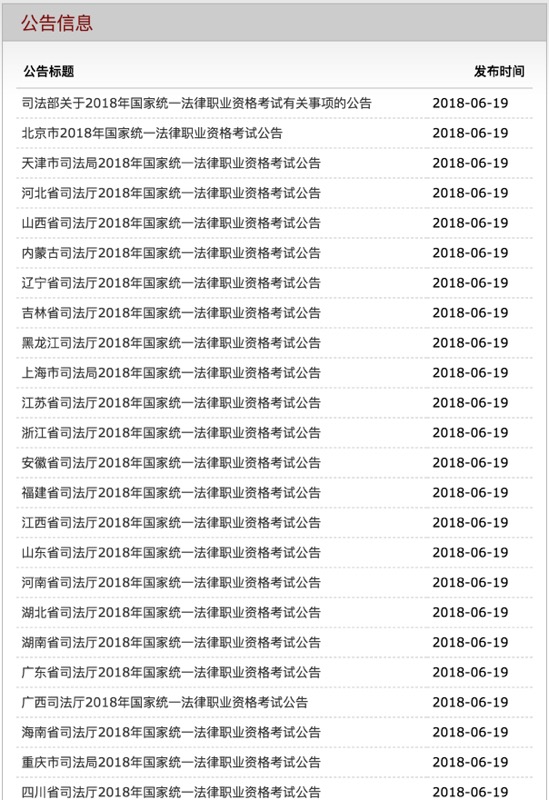 公告信息
公告标题 发布时间
司法部关于2018年国家统一法律职业资格考试有关事项的公告 2018-06-19
北京市2018年国家统一法律职业资格考试公告 2018-06-19
天津市司法局2018年国家统一法律职业资格考试公告 2018-06-19
河北省司法厅2018年国家统一法律职业资格考试公告 2018-06-19
山西省司法厅2018年国家统一法律职业资格考试公告 2018-06-19
内蒙古司法厅2018年国家统一法律职业资格考试公告 2018-06-19
辽宁省司法厅2018年国家统一法律职业资格考试公告 2018-06-19
吉林省司法厅2018年国家统一法律职业资格考试公告 2018-06-19
黑龙江司法厅2018年国家统一法律职业资格考试公告 2018-06-19
上海市司法局2018年国家统一法律职业资格考试公告 2018-06-19
江苏省司法厅2018年国家统一法律职业资格考试公告 2018-06-19
浙江省司法厅2018年国家统一法律职业资格考试公告 2018-06-19
安徽省司法厅2018年国家统一法律职业资格考试公告 2018-06-19
福建省司法厅2018年国家统一法律职业资格考试公告 2018-06-19
江西省司法厅2018年国家统一法律职业资格考试公告 2018-06-19
山东省司法厅2018年国家统一法律职业资格考试公告 2018-06-19
河南省司法厅2018年国家统一法律职业资格考试公告 2018-06-19
湖北省司法厅2018年国家统一法律职业资格考试公告 2018-06-19
湖南省司法厅2018年国家统一法律职业资格考试公告 2018-06-19
广东省司法厅2018年国家统一法律职业资格考试公告 2018-06-19
广西司法厅2018年国家统一法律职业资格考试公告 2018-06-19
海南省司法厅2018年国家统一法律职业资格考试公告 2018-06-19
重庆市司法局2018年国家统一法律职业资格考试公告 2018-06-19
四川省司法厅2018年国家统一法律职业资格考试公告 2018-06-19